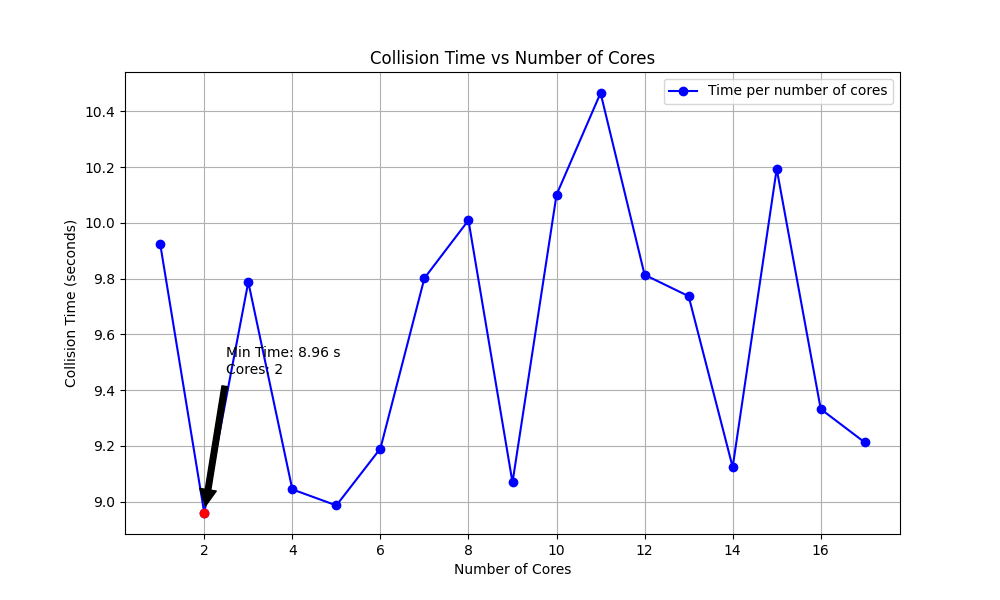 Collision Time vs Number of Cores
Time per number of cores
10.4
10.2
10.0
9.8
9.6
9.4
9.2
9.0
Collision Time (seconds)
Min Time: 8.96 s
Cores: 2
2 4 6 8 10 12 14 16
Number of Cores